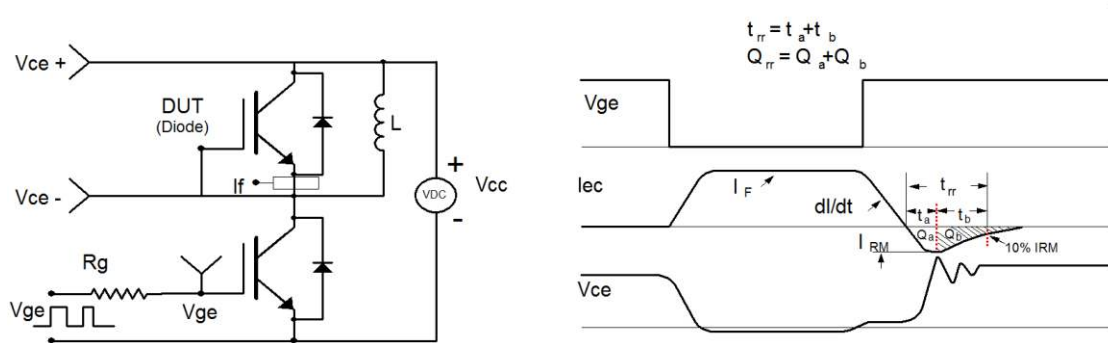 Vce +
DUT
(Diode)
L
+
VDC
Vcc
-
If
Vce -
Rg
Vge
Vge
t rr = t a + t b
Q rr = Q a + Q b
Vge
Iec
I F
dI/dt
t rr
t a
t b
Q a
Q b
I RM
10% IRM
Vce